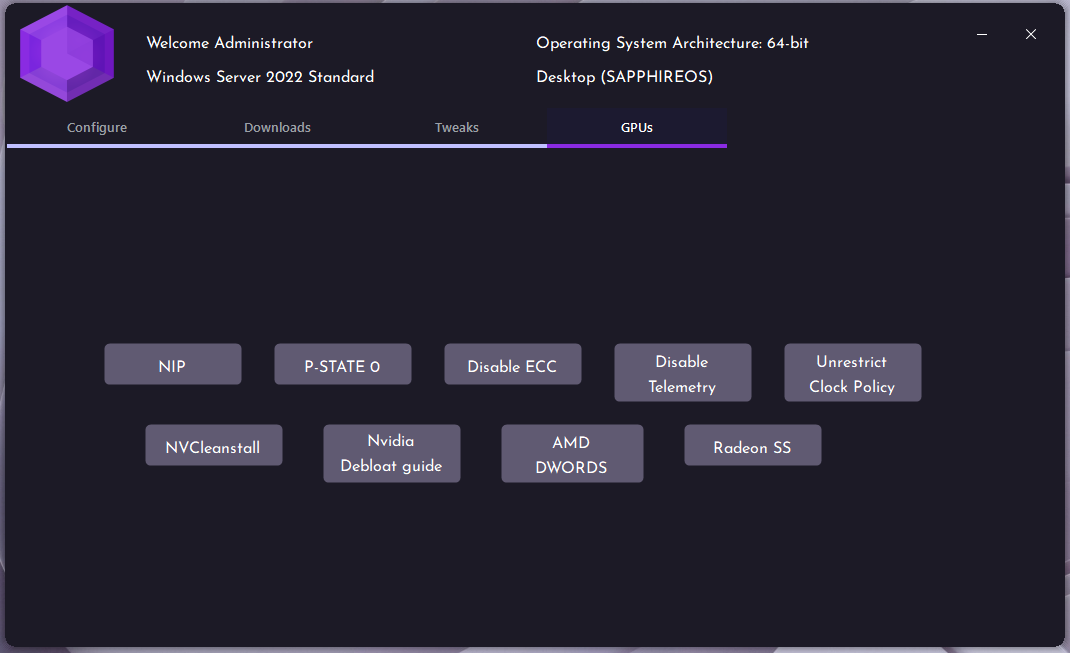 Welcome Administrator
Operating System Architecture: 64-bit
Windows Server 2022 Standard
Desktop (SAPPHIREOS)
Configure
Downloads
Tweaks
GPUs
NIP
P-STATE 0
Disable ECC
Disable
Telemetry
Unrestrict
Clock Policy
NVCleanstall
Nvidia
Debloat guide
AMD
DWORDS
Radeon SS